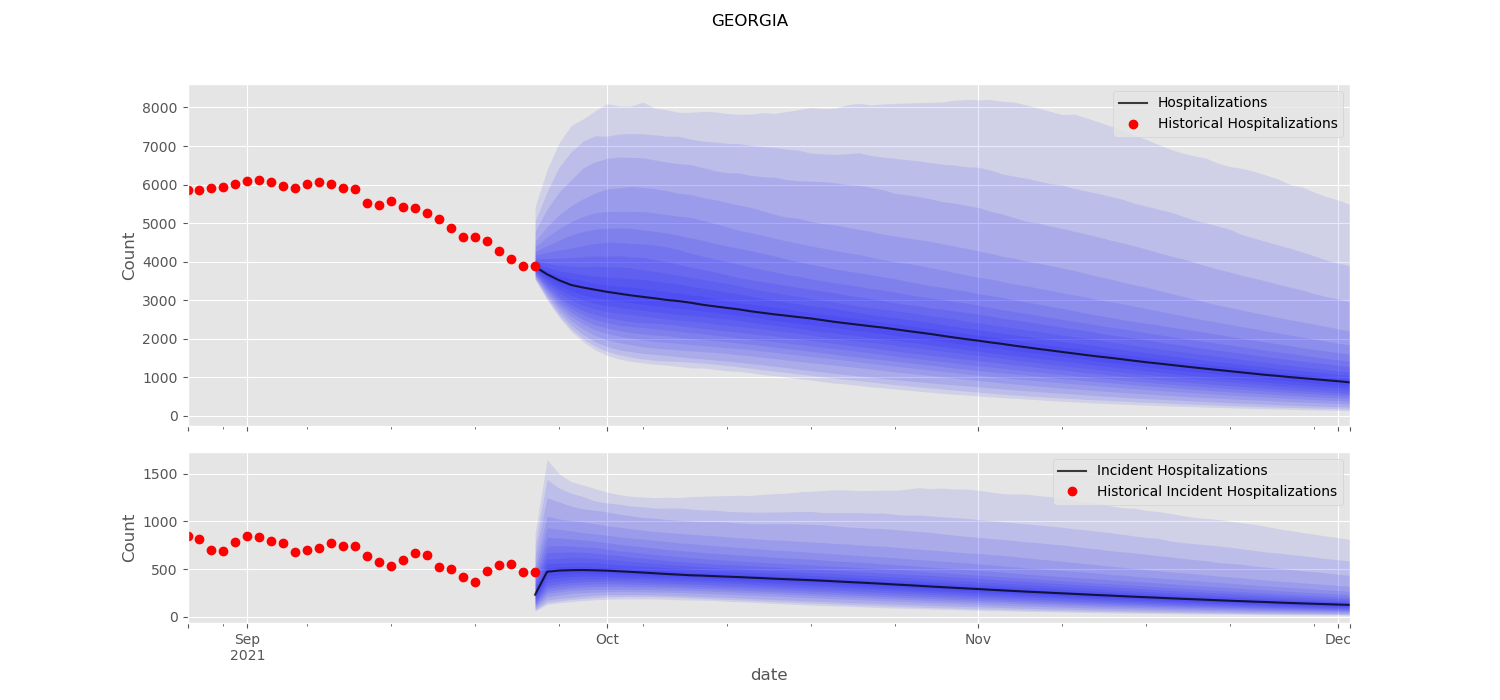 GEORGIA
8000
7000
6000
5000
4000
3000
2000
1000
0
Count
Hospitalizations
Historical Hospitalizations
1500
1000
500
0
Count
Incident Hospitalizations
Historical Incident Hospitalizations
Sep
2021
Oct
Nov
Dec
date